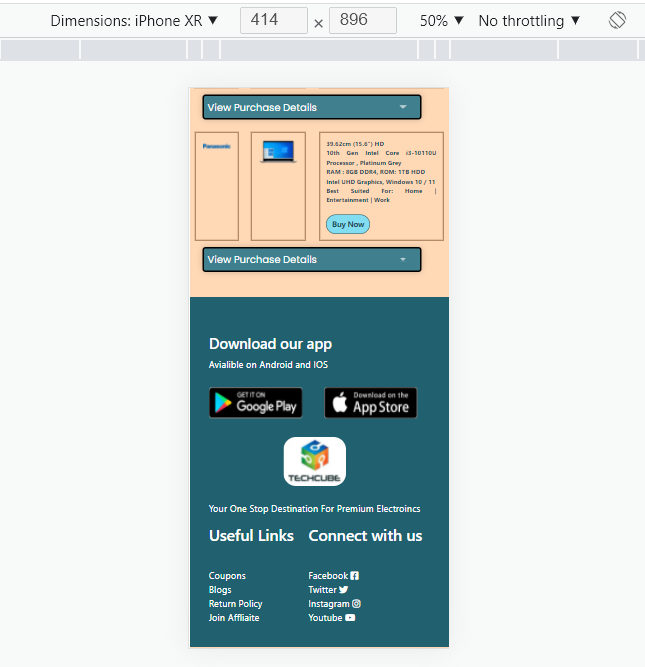 Dimensions: iPhone XR ▼ 414 × 896 50% ▼ No throttling ▼
View Purchase Details
Panasonic
39.62cm (15.6") HD
10th Gen Intel Core i3-10110U
Processor , Platinum Grey
RAM : 8GB DDR4, ROM: 1TB HDD
Intel UHD Graphics, Windows 10 / 11
Best Suited For: Home |
Entertainment | Work
Buy Now
View Purchase Details
Download our app
Avialible on Android and IOS
GET IT ON
Google Play
Download on the
App Store
TECHCUBE
Your One Stop Destination For Premium Electroincs
Useful Links
Connect with us
Coupons
Blogs
Return Policy
Join Affliaite
Facebook
Twitter
Instagram
Youtube